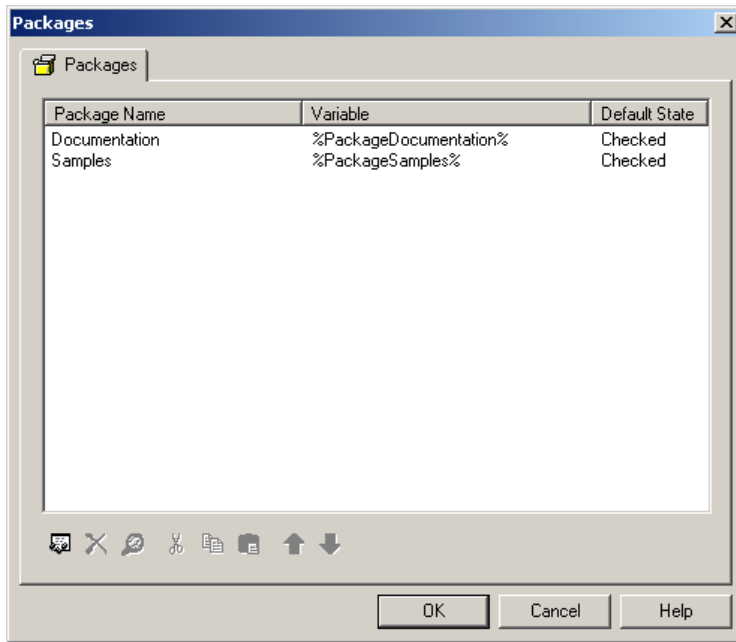 Packages
Packages
Package Name Variable Default State
Documentation %PackageDocumentation% Checked
Samples %PackageSamples% Checked
OK Cancel Help